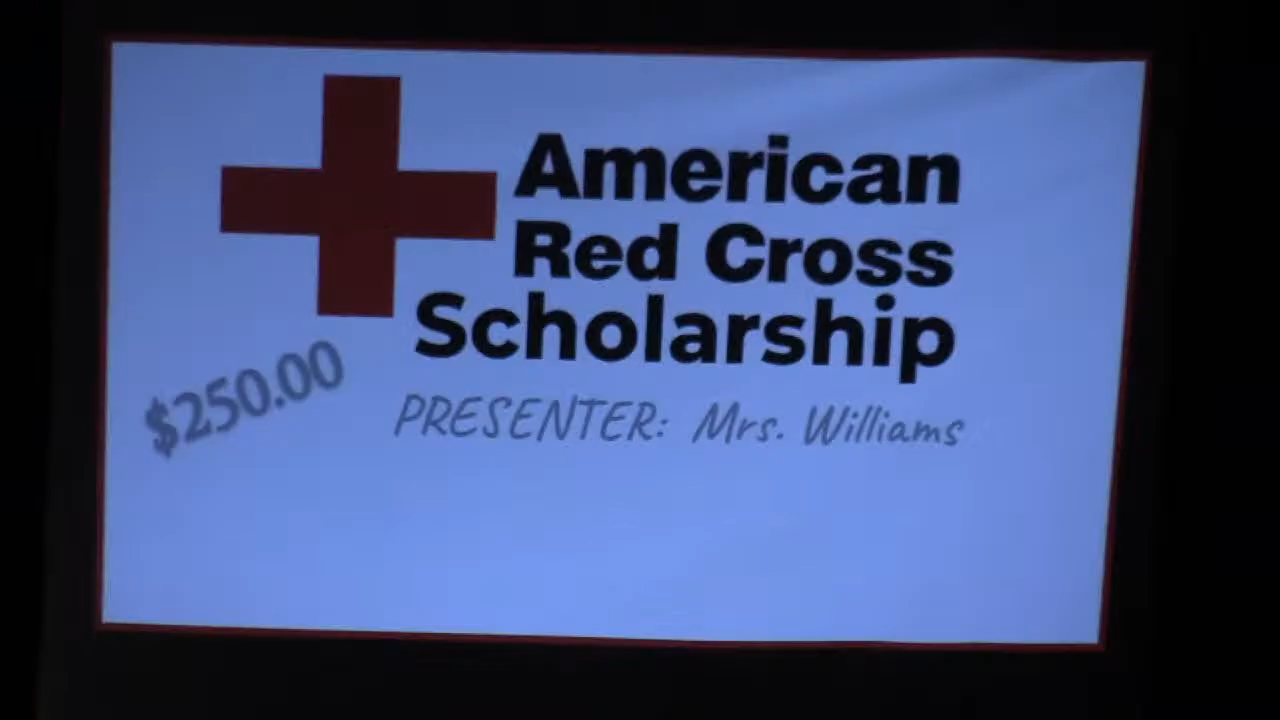 American
Red Cross
Scholarship
$250.00
PRESENTER: Mrs. Williams